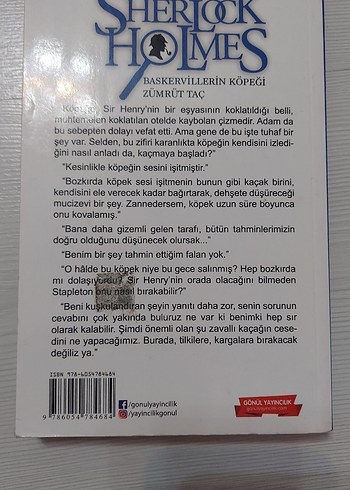 SHERLOCK
HOLMES
BASKERVİLLERİN KÖPEĞİ
ZÜMRÜT TAÇ
Sir Henry'nin bir eşyasının koklatıldığı belli,
muhtemelen koklatılan otelde kaybolan çizmedir. Adam da
bu sebepten dolayı vefat etti. Ama gene de bu işte tuhaf bir
şey var. Selden, bu zifiri karanlıkta köpeğin kendisini izledi-
ğini nasıl anladı da, kaçmaya başladı?"
"Kesinlikle köpeğin sesini işitmiştir."
"Bozkırda köpek sesi işitmenin bunun gibi kaçak birini,
kendisini ele verecek kadar bağırtarak, dehşete düşüreceği
mucizevi bir şey. Zannedersem, köpek uzun süre boyunca
onu kovalamış."
"Bana daha gizemli gelen tarafı, bütün tahminlerimizin
doğru olduğunu düşünecek olursak..."
"Benim bir şey tahmin ettiğim falan yok."
"O hâlde bu köpek niye bu gece salınmış? Hep bozkırda
mı dolaşıyordu? Sir Henry'nin orada olacağını bilmeden
Stapleton onu nasıl bırakabilir?"
"Beni kuşkulandıran şeyin yanıtı daha zor, senin sorunun
cevabını çok yakında buluruz ne var ki benimki hep sır
olarak kalabilir. Şimdi önemli olan şu zavallı kaçağın cese-
dini ne yapacağımız. Burada, tilkilere, kargalara bırakacak
değiliz ya."
ISBN 978-6054784684
9 786054 784684
/gonulyayincilik
/yayincilikgonul
GÖNÜL YAYINCILIK